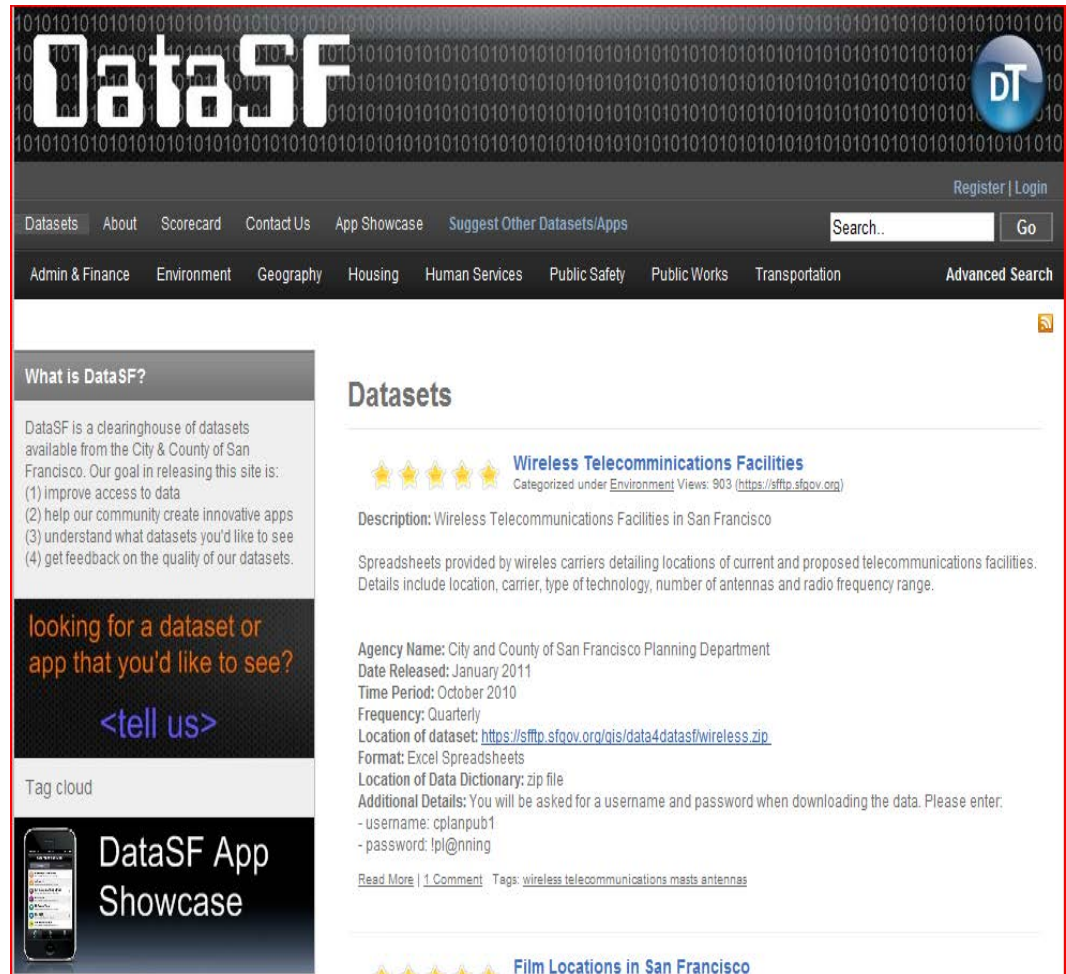 DataSF
DT
Register | Login
Datasets About Scorecard Contact Us App Showcase Suggest Other Datasets/Apps Search.. Go
Admin & Finance Environment Geography Housing Human Services Public Safety Public Works Transportation Advanced Search
What is DataSF?
DataSF is a clearinghouse of datasets
available from the City & County of San
Francisco. Our goal in releasing this site is:
(1) improve access to data
(2) help our community create innovative apps
(3) understand what datasets you'd like to see
(4) get feedback on the quality of our datasets.
looking for a dataset or
app that you'd like to see?
<tell us>
Tag cloud
DataSF App
Showcase
Datasets
Wireless Telecomminications Facilities
Categorized under Environment Views: 903 (https://sfftp.sfgov.org)
Description: Wireless Telecommunications Facilities in San Francisco
Spreadsheets provided by wireles carriers detailing locations of current and proposed telecommunications facilities.
Details include location, carrier, type of technology, number of antennas and radio frequency range.
Agency Name: City and County of San Francisco Planning Department
Date Released: January 2011
Time Period: October 2010
Frequency: Quarterly
Location of dataset: https://sfftp.sfgov.org/gis/data4datasf/wireless.zip
Format: Excel Spreadsheets
Location of Data Dictionary: zip file
Additional Details: You will be asked for a username and password when downloading the data. Please enter:
- username: cplanpub1
- password: !pl@nning
Read More | 1 Comment Tags: wireless telecommunications masts antennas
Film Locations in San Francisco